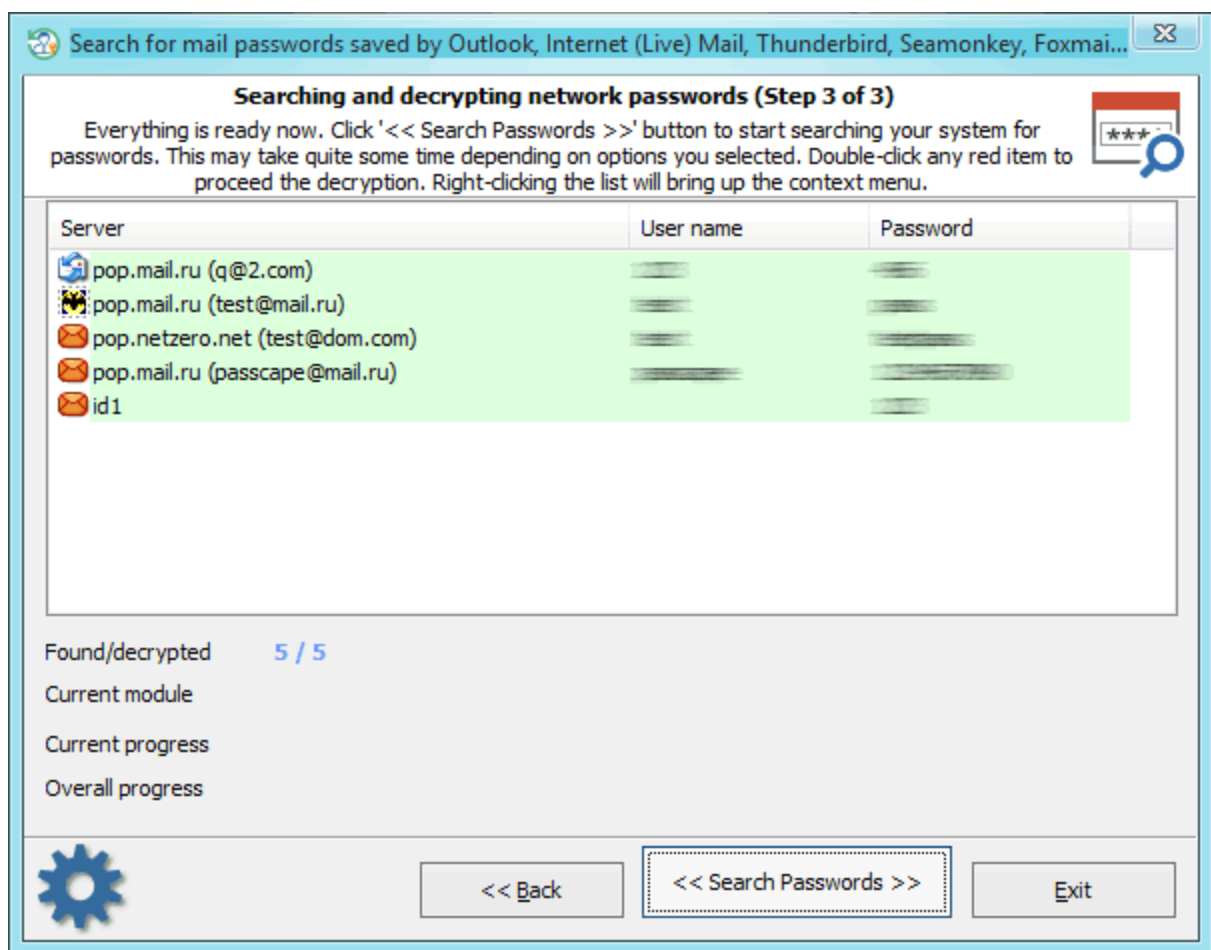 Search for mail passwords saved by Outlook, Internet (Live) Mail, Thunderbird, Seamonkey, Foxmai...
Searching and decrypting network passwords (Step 3 of 3)
Everything is ready now. Click '<< Search Passwords >>' button to start searching your system for
passwords. This may take quite some time depending on options you selected. Double-click any red item to
proceed the decryption. Right-clicking the list will bring up the context menu.
Server User name Password
pop.mail.ru (q@2.com)
pop.mail.ru (test@mail.ru)
pop.netzero.net (test@dom.com)
pop.mail.ru (passcape@mail.ru)
id1
Found/decrypted 5 / 5
Current module
Current progress
Overall progress
<< Back << Search Passwords >> Exit